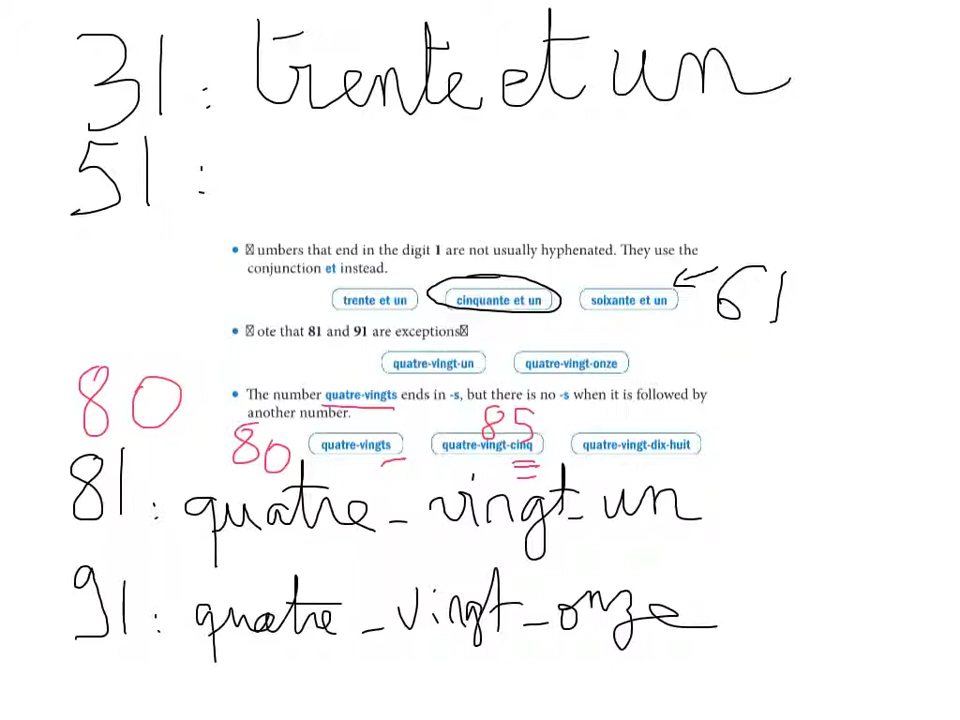 31: trente et un
51:
• umbers that end in the digit 1 are not usually hyphenated. They use the
conjunction et instead.
trente et un cinquante et un soixante et un 61
• ote that 81 and 91 are exceptions
quatre-vingt-un quatre-vingt-onze
80
• The number quatre-vingts ends in -s, but there is no -s when it is followed by
another number.
80 quatre-vingts 85 quatre-vingt-cinq quatre-vingt-dix-huit
81: quatre-vingt-un
91: quatre-vingt-onze